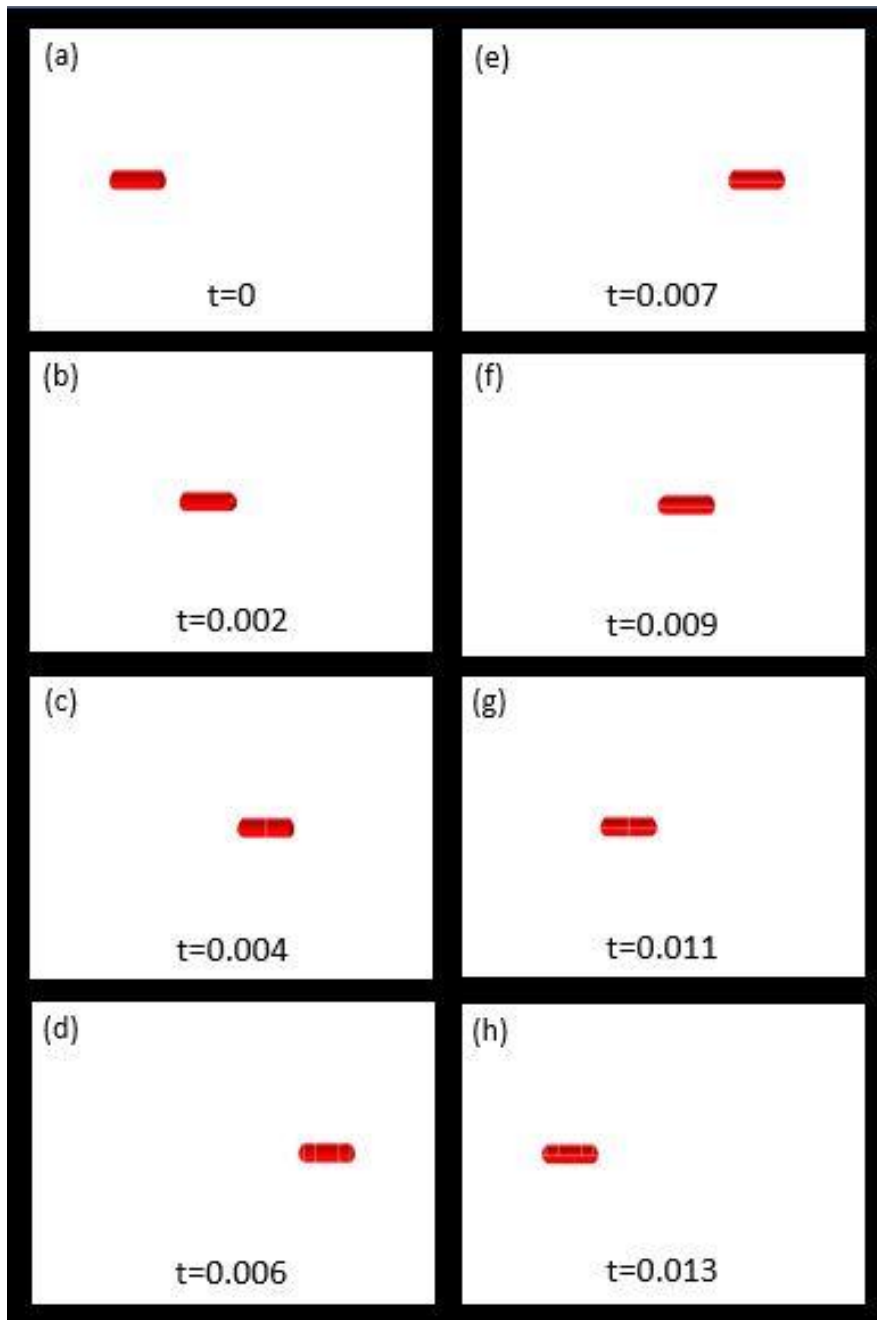 (a)
t=0
(b)
t=0.002
(c)
t=0.004
(d)
t=0.006
(e)
t=0.007
(f)
t=0.009
(g)
t=0.011
(h)
t=0.013